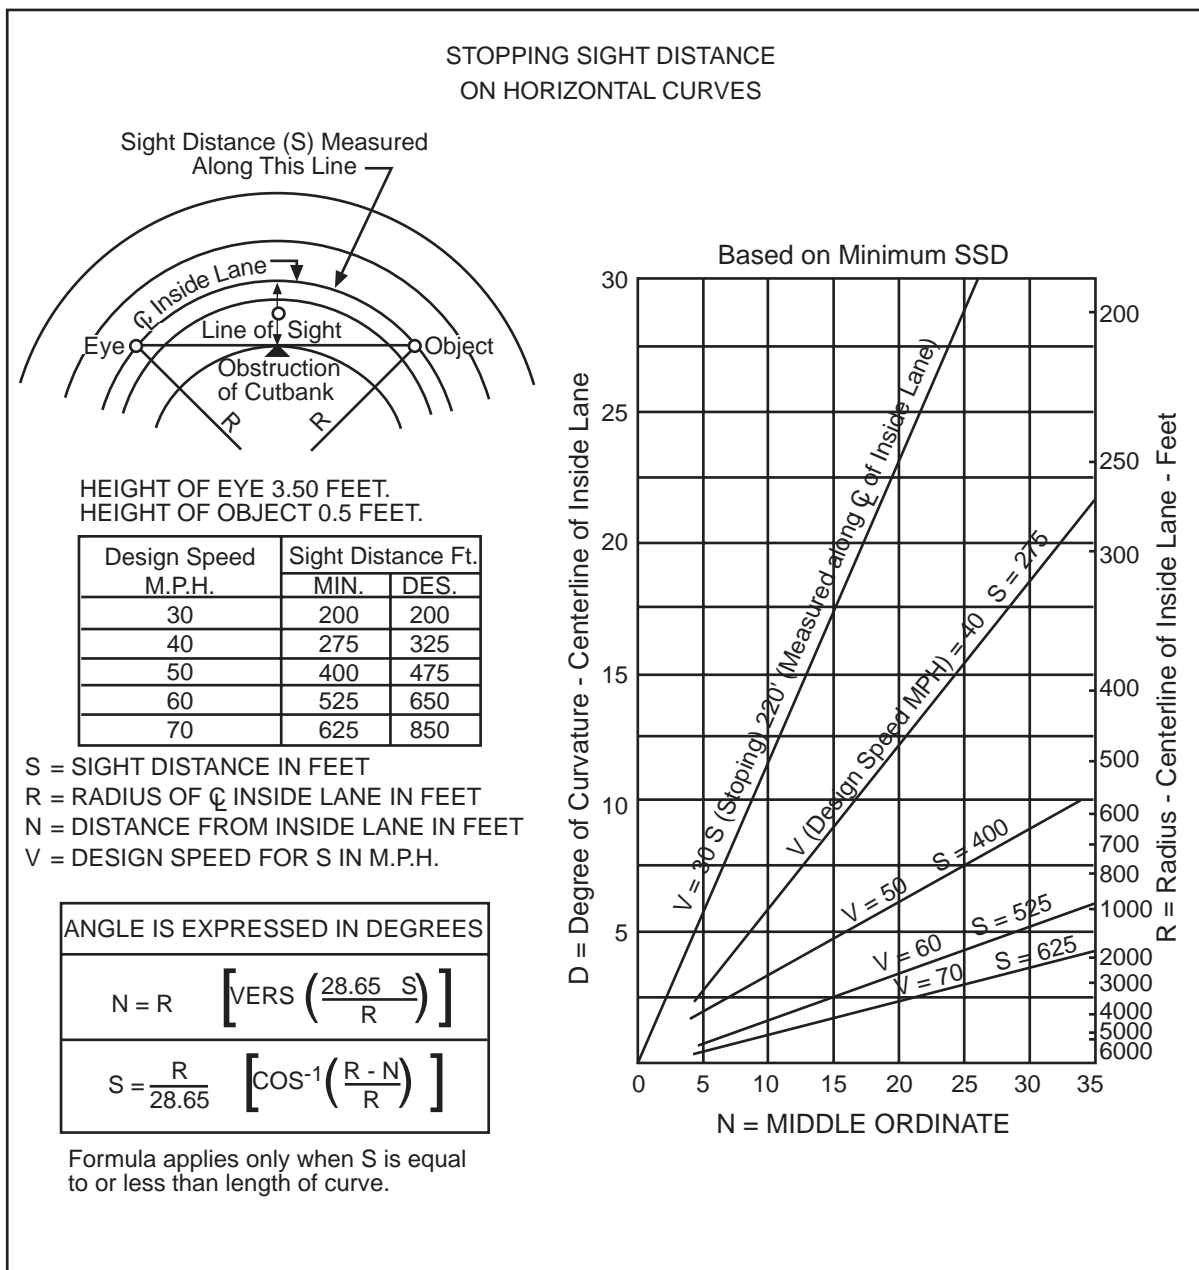 STOPPING SIGHT DISTANCE
ON HORIZONTAL CURVES
Sight Distance (S) Measured
Along This Line
℄ Inside Lane
Line of Sight
Eye
Object
Obstruction
of Cutbank
R
R
HEIGHT OF EYE 3.50 FEET.
HEIGHT OF OBJECT 0.5 FEET.
Design Speed Sight Distance Ft.
M.P.H. MIN. DES.
30 200 200
40 275 325
50 400 475
60 525 650
70 625 850
S = SIGHT DISTANCE IN FEET
R = RADIUS OF ℄ INSIDE LANE IN FEET
N = DISTANCE FROM INSIDE LANE IN FEET
V = DESIGN SPEED FOR S IN M.P.H.
ANGLE IS EXPRESSED IN DEGREES
N = R [VERS (28.65 S / R)]
S = R / 28.65 [COS-1 (R - N / R)]
Formula applies only when S is equal
to or less than length of curve.
Based on Minimum SSD
D = Degree of Curvature - Centerline of Inside Lane
30
25
20
15
10
5
V = 30 S (Stoping) 220' (Measured along ℄ of Inside Lane)
V (Design Speed MPH) = 40 S = 275
V = 50 S = 400
V = 60 S = 525
V = 70 S = 625
200
250
300
400
500
600
700
800
1000
2000
3000
4000
5000
6000
R = Radius - Centerline of Inside Lane - Feet
0 5 10 15 20 25 30 35
N = MIDDLE ORDINATE